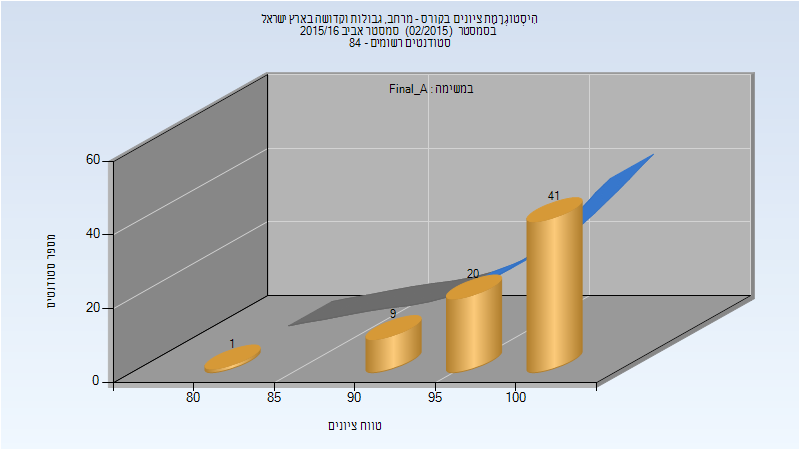 היסטוגרמת ציונים בקורס - מרחב, גבולות וקדושה בארץ ישראל
בסמסטר (02/2015) סמסטר אביב 2015/16
סטודנטים רשומים - 84
במשימה : Final_A
60
40
20
0
41
20
9
1
80
85
90
95
100
מספר סטודנטים
טווח ציונים